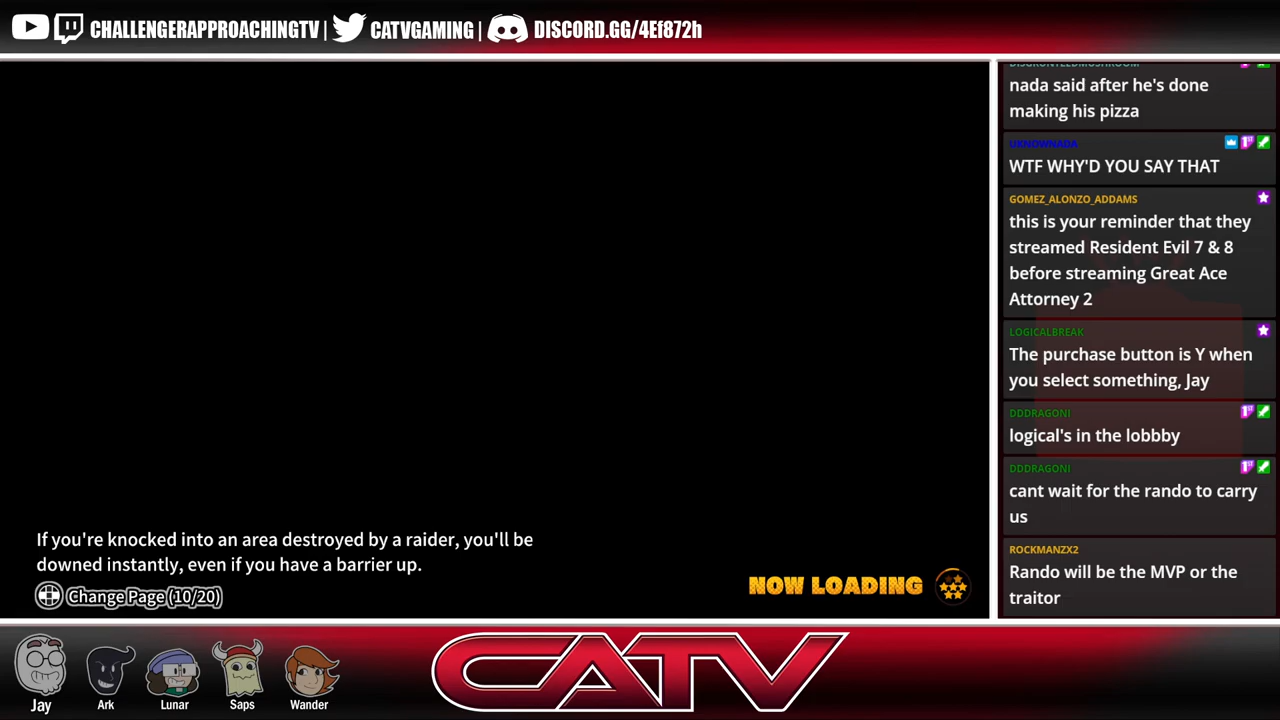 CHALLENGERAPPROACHINGTV | CATVGAMING | DISCORD.GG/4Ef872h
nada said after he's done
making his pizza
UKNOWNADA
WTF WHY'D YOU SAY THAT
GOMEZ_ALONZO_ADDAMS
this is your reminder that they
streamed Resident Evil 7 & 8
before streaming Great Ace
Attorney 2
LOGICALBREAK
The purchase button is Y when
you select something, Jay
DDDRAGONI
logical's in the lobbby
DDDRAGONI
cant wait for the rando to carry
us
ROCKMANZX2
Rando will be the MVP or the
traitor
If you're knocked into an area destroyed by a raider, you'll be
downed instantly, even if you have a barrier up.
Change Page (10/20)
NOW LOADING
Jay
Ark
Lunar
Saps
Wander
CATV